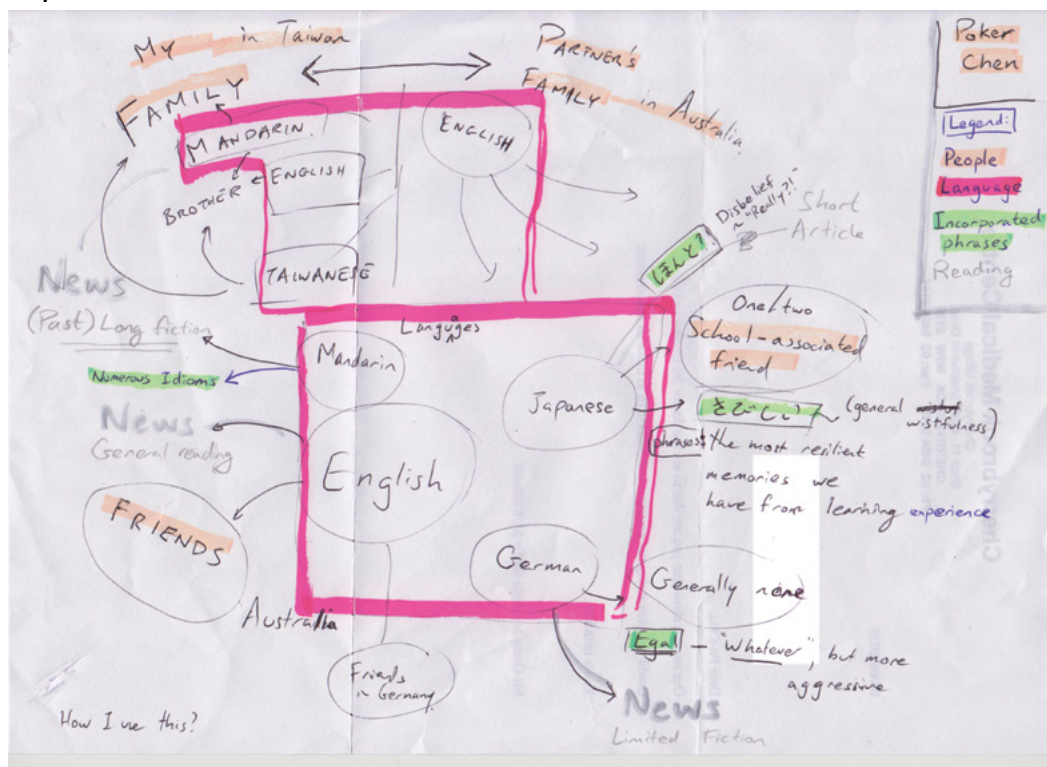 My in Taiwan
FAMILY
PARTNER'S
FAMILY in Australia.
MANDARIN.
ENGLISH
BROTHER
TAIWANESE
ENGLISH
Poker
Chen
Legend:
People
Language
Incorporated
phrases
Reading
Disbelief
~ "Really?!"
ほんと?
Short
Article
News
(Past) Long fiction
Numerous Idioms
News
General reading
FRIENDS
Australia
Languges
Mandarin
English
Japanese
German
One/two
School-associated
friend
(general wistfulness)
phrases:
the most resilient
memories we
have from learning experience
Generally none
Egal — "Whatever", but more
aggressive
Friends
in Germany
News
Limited Fiction
How I use this?